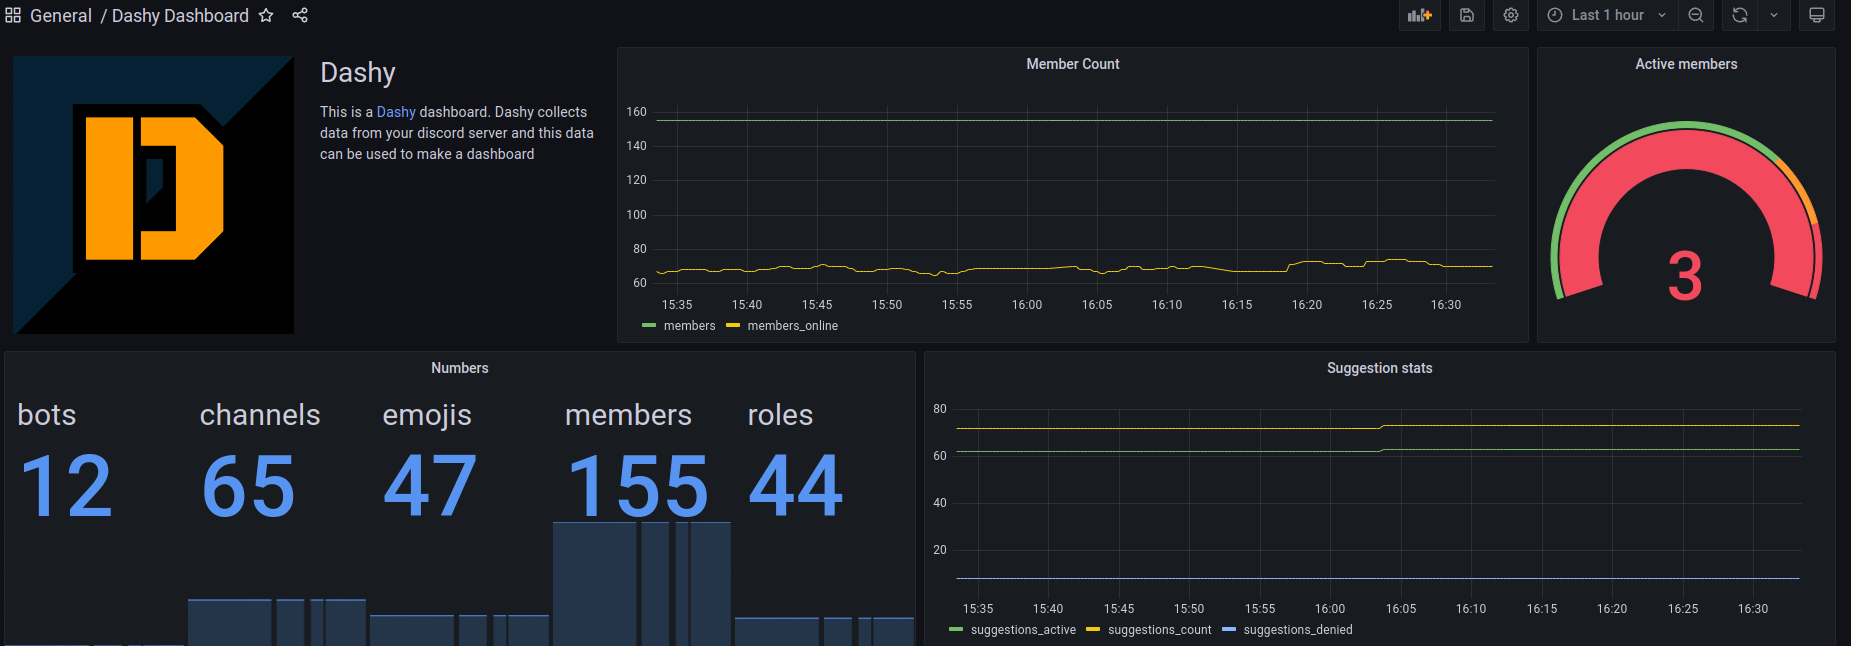 General / Dashy Dashboard
Last 1 hour
D
Dashy
This is a Dashy dashboard. Dashy collects
data from your discord server and this data
can be used to make a dashboard
Member Count
160
140
120
100
80
60
15:35 15:40 15:45 15:50 15:55 16:00 16:05 16:10 16:15 16:20 16:25 16:30
members members_online
Active members
3
Numbers
bots channels emojis members roles
12 65 47 155 44
Suggestion stats
80
60
40
20
15:35 15:40 15:45 15:50 15:55 16:00 16:05 16:10 16:15 16:20 16:25 16:30
suggestions_active suggestions_count suggestions_denied